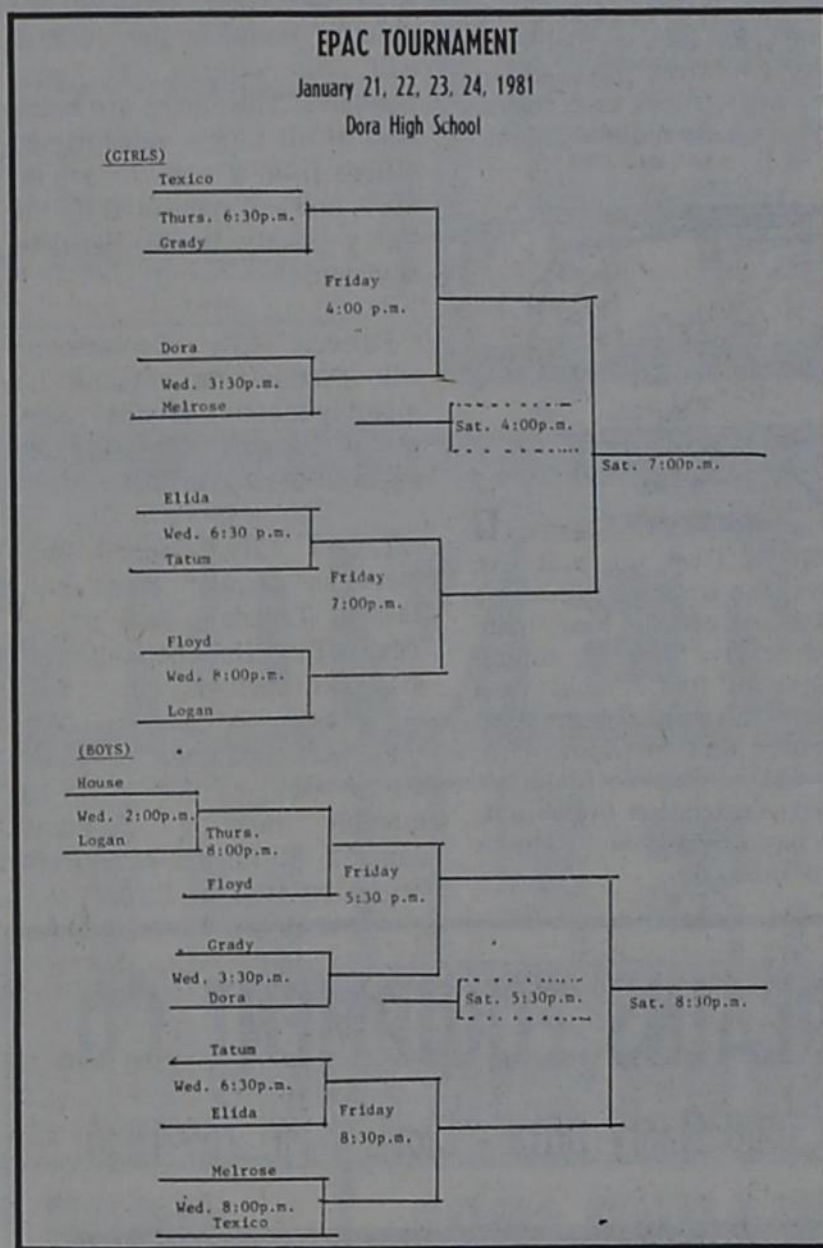 EPAC TOURNAMENT
January 21, 22, 23, 24, 1981
Dora High School
(GIRLS)
Texico
Thurs. 6:30p.m.
Grady
Friday
4:00 p.m.
Dora
Wed. 3:30p.m.
Melrose
Sat. 4:00p.m.
Sat. 7:00p.m.
Elida
Wed. 6:30 p.m.
Tatum
Friday
7:00p.m.
Floyd
Wed. 8:00p.m.
Logan
(BOYS)
House
Wed. 2:00p.m.
Logan
Thurs.
8:00p.m.
Floyd
Friday
5:30 p.m.
Grady
Wed. 3:30p.m.
Dora
Sat. 5:30p.m.
Sat. 8:30p.m.
Tatum
Wed. 6:30p.m.
Elida
Friday
8:30p.m.
Melrose
Wed. 8:00p.m.
Texico